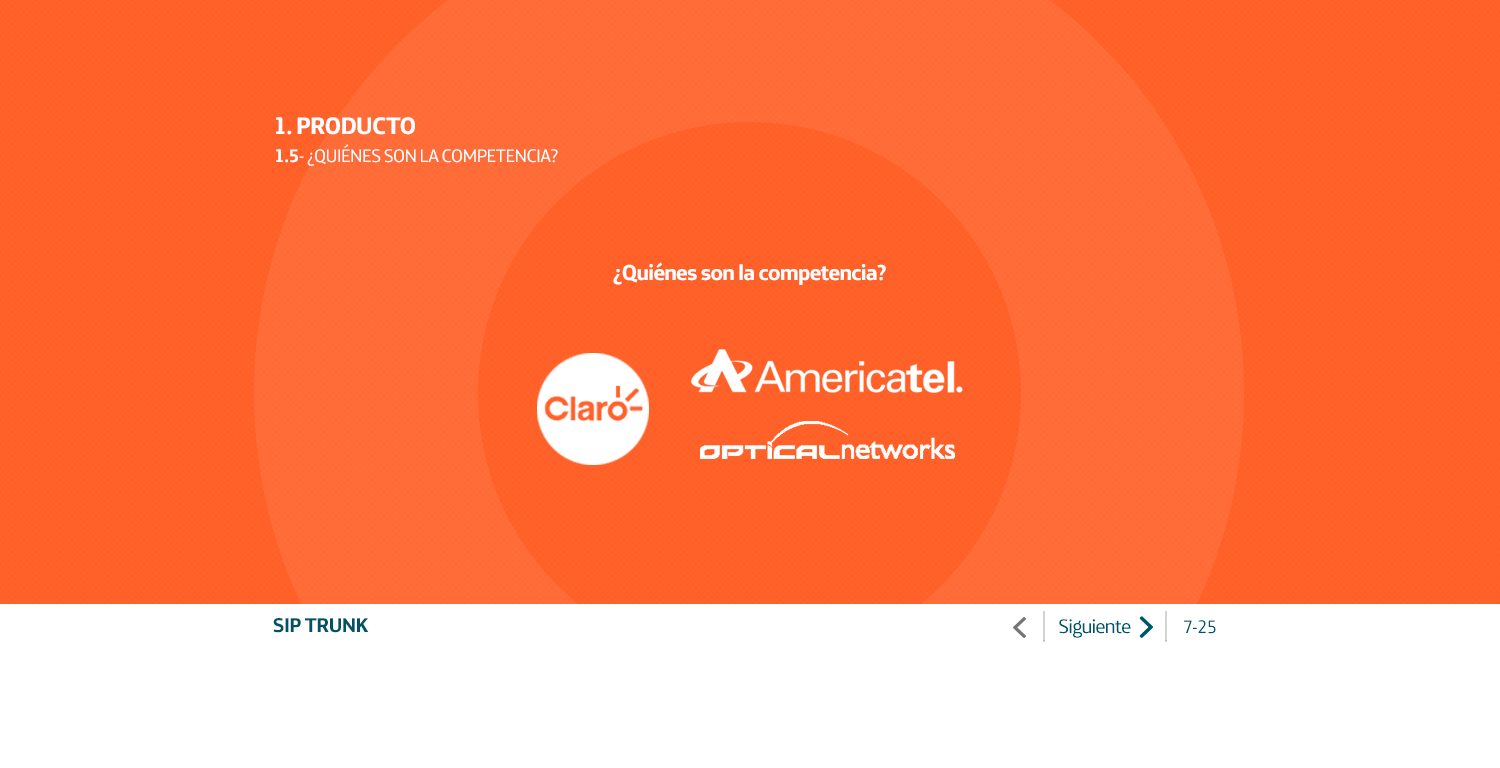 1. PRODUCTO
1.5- ¿QUIÉNES SON LA COMPETENCIA?
¿Quiénes son la competencia?
Claro
Americatel.
OPTICALnetworks
SIP TRUNK
Siguiente
7-25